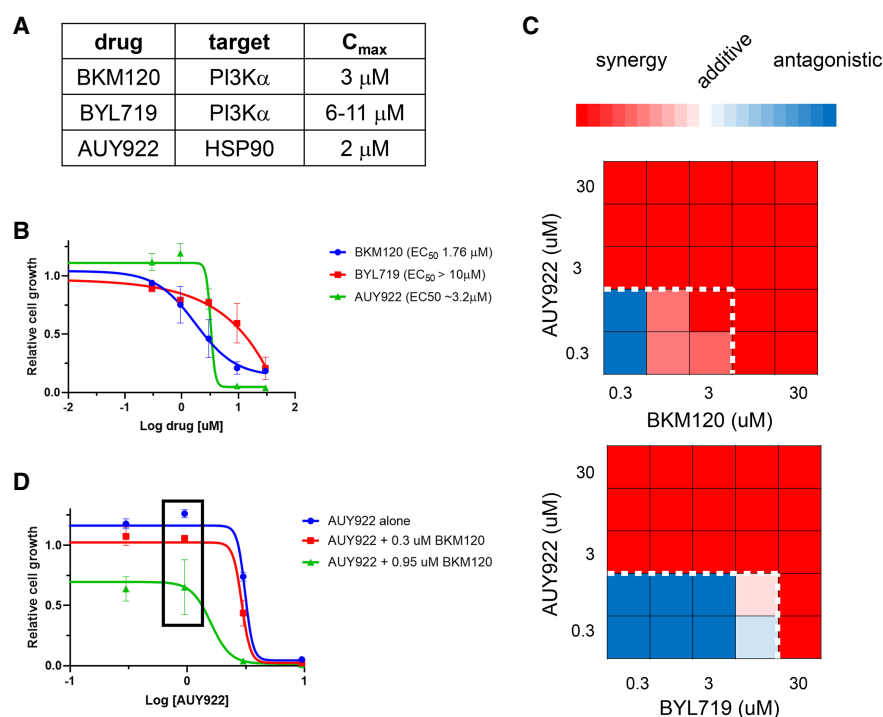 A
drug target Cmax
BKM120 PI3Kα 3 μM
BYL719 PI3Kα 6-11 μM
AUY922 HSP90 2 μM
B
Relative cell growth
1.0
0.5
0.0
-2 -1 0 1 2
Log drug [uM]
BKM120 (EC50 1.76 μM)
BYL719 (EC50 > 10μM)
AUY922 (EC50 ~3.2μM)
C
synergy additive antagonistic
AUY922 (uM)
30
3
0.3
0.3 3 30
BKM120 (uM)
AUY922 (uM)
30
3
0.3
0.3 3 30
BYL719 (uM)
D
Relative cell growth
1.0
0.5
0.0
-1 0 1
Log [AUY922]
AUY922 alone
AUY922 + 0.3 uM BKM120
AUY922 + 0.95 uM BKM120